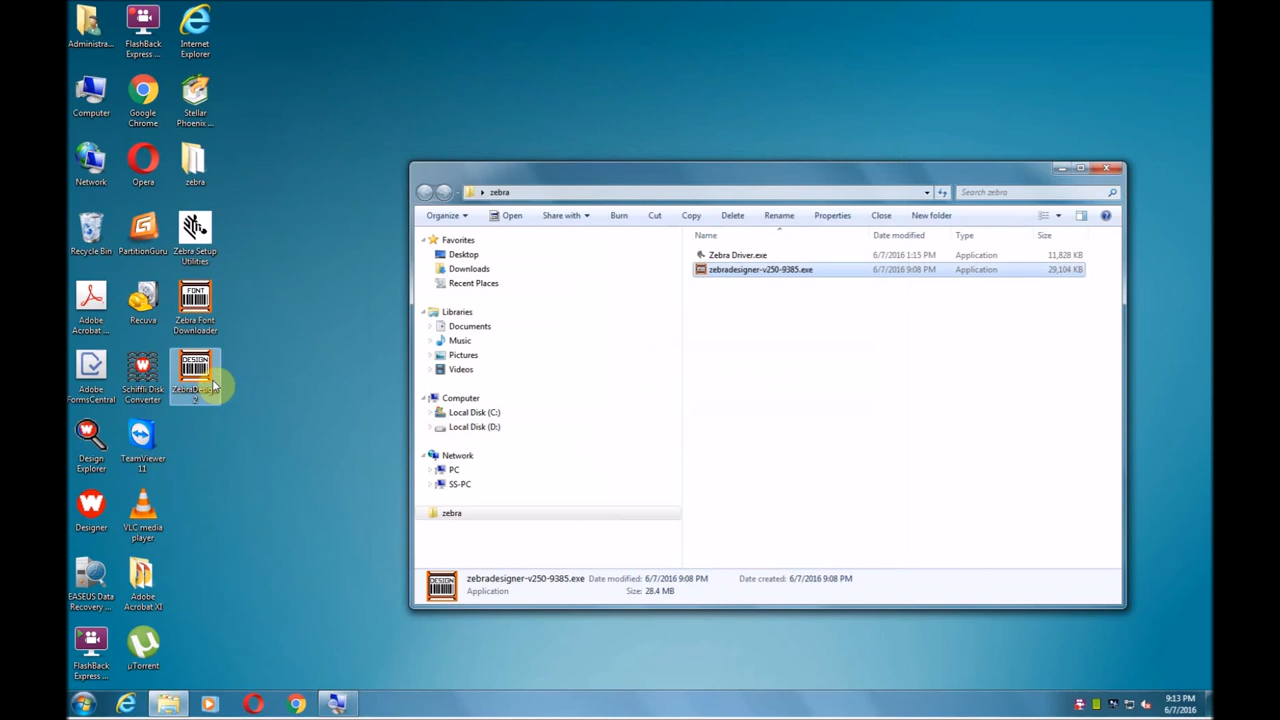 Administra...
FlashBack
Express ...
Internet
Explorer
Computer
Google
Chrome
Stellar
Phoenix ...
Network
Opera
zebra
Recycle Bin
PartitionGuru
Zebra Setup
Utilities
Adobe
Acrobat ...
Recuva
FONT
Zebra Font
Downloader
Adobe
FormsCentral
Schiffli Disk
Converter
DESIGN
2
Design
Explorer
TeamViewer
11
Designer
VLC media
player
EASEUS Data
Recovery ...
Adobe
Acrobat XI
FlashBack
Express ...
µTorrent
zebra
Search zebra
Organize
Open
Share with
Burn
Cut
Copy
Delete
Rename
Properties
Close
New folder
Name
Date modified
Type
Size
Favorites
Desktop
Downloads
Recent Places
Libraries
Documents
Music
Pictures
Videos
Computer
Local Disk (C:)
Local Disk (D:)
Network
PC
SS-PC
zebra
Zebra Driver.exe 6/7/2016 1:15 PM Application 11,828 KB
zebradesigner-v250-9385.exe 6/7/2016 9:08 PM Application 29,104 KB
DESIGN
zebradesigner-v250-9385.exe Date modified: 6/7/2016 9:08 PM Date created: 6/7/2016 9:08 PM
Application Size: 28.4 MB
9:13 PM
6/7/2016